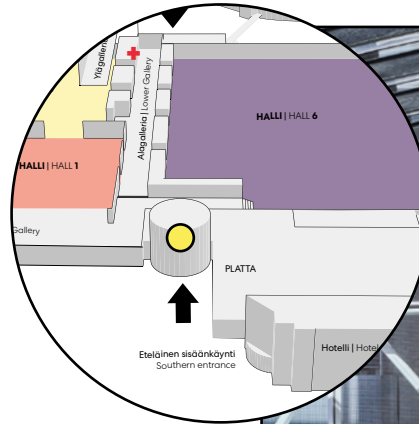 Ylägalleria
Alagalleria | Lower Gallery
HALLI | HALL 6
HALLI | HALL 1
Gallery
PLATTA
Eteläinen sisäänkäynti
Southern entrance
Hotelli | Hotel